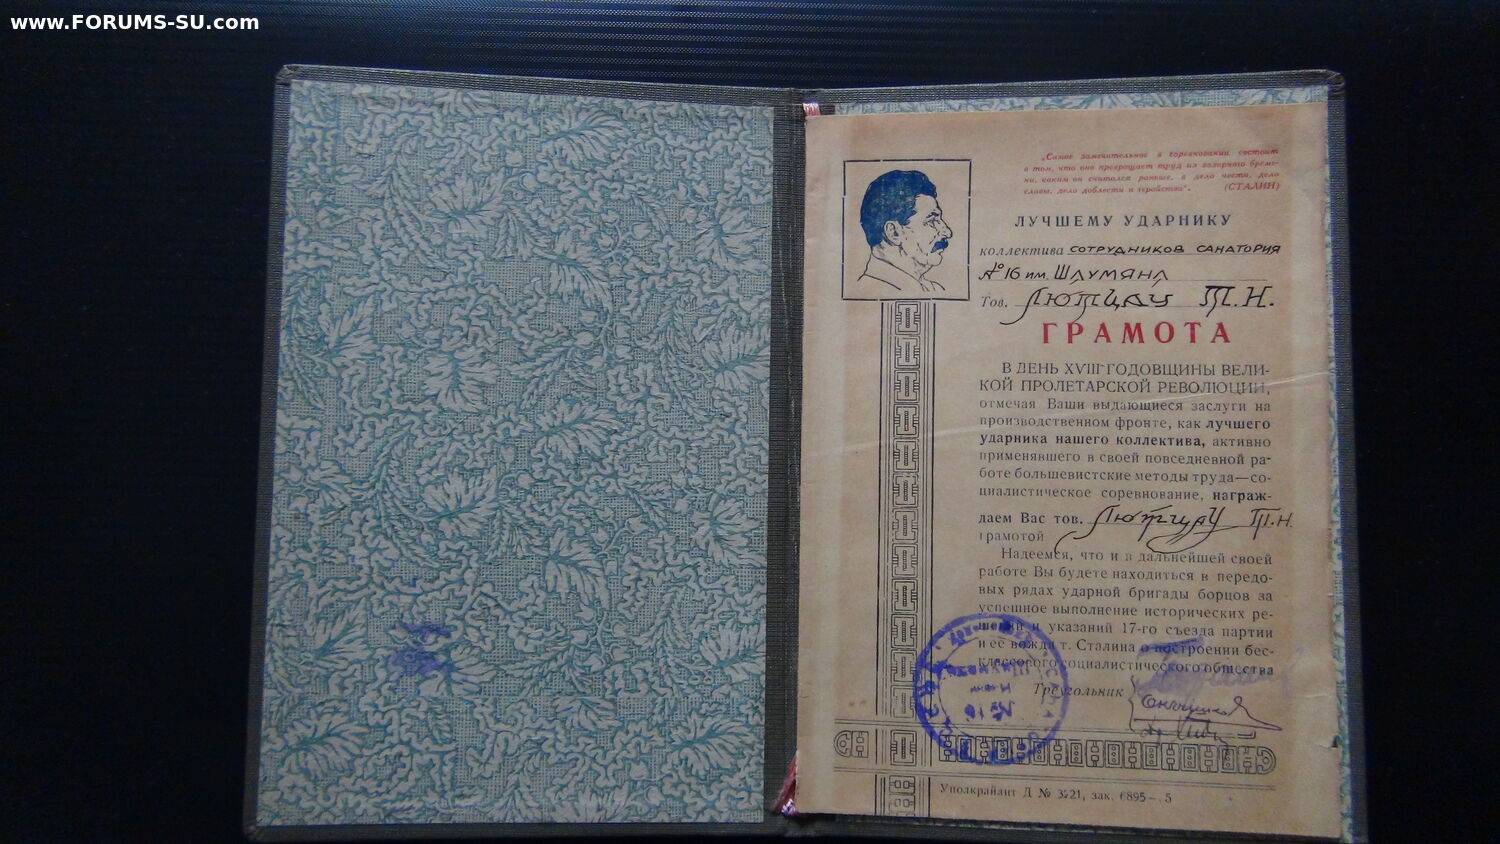 www.FORUMS-SU.com
„Самое замечательное в соревновании состоит
в том, что оно превращает труд из зазорного бреме-
ни, каким он считался раньше, в дело чести, дело
славы, дело доблести и геройства“. (СТАЛИН)
ЛУЧШЕМУ УДАРНИКУ
коллектива СОТРУДНИКОВ САНАТОРИЯ
№ 16 им. ШАУМЯНА
Тов. Лютцау Т.Н.
ГРАМОТА
В ДЕНЬ XVIII ГОДОВЩИНЫ ВЕЛИ-
КОЙ ПРОЛЕТАРСКОЙ РЕВОЛЮЦИИ,
отмечая Ваши выдающиеся заслуги на
производственном фронте, как лучшего
ударника нашего коллектива, активно
применявшего в своей повседневной ра-
боте большевистские методы труда—со-
циалистическое соревнование, награж-
даем Вас тов. Лютцау Т.Н.
грамотой
Надеемся, что и в дальнейшей своей
работе Вы будете находиться в передо-
вых рядах ударной бригады борцов за
успешное выполнение исторических ре-
шений и указаний 17-го съезда партии
и её вождя т. Сталина о построении бес-
классового социалистического общества
Треугольник
Уполкрайлит Д № 3221, зак. 6895